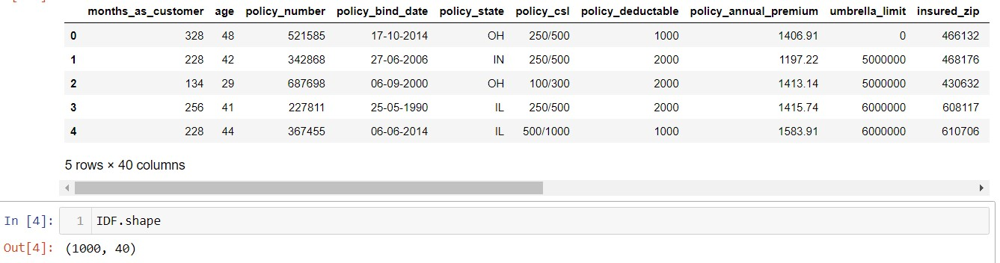 months_as_customer age policy_number policy_bind_date policy_state policy_csl policy_deductable policy_annual_premium umbrella_limit insured_zip
0 328 48 521585 17-10-2014 OH 250/500 1000 1406.91 0 466132
1 228 42 342868 27-06-2006 IN 250/500 2000 1197.22 5000000 468176
2 134 29 687698 06-09-2000 OH 100/300 2000 1413.14 5000000 430632
3 256 41 227811 25-05-1990 IL 250/500 2000 1415.74 6000000 608117
4 228 44 367455 06-06-2014 IL 500/1000 1000 1583.91 6000000 610706
5 rows × 40 columns
In [4]: 1 IDF.shape
Out[4]: (1000, 40)